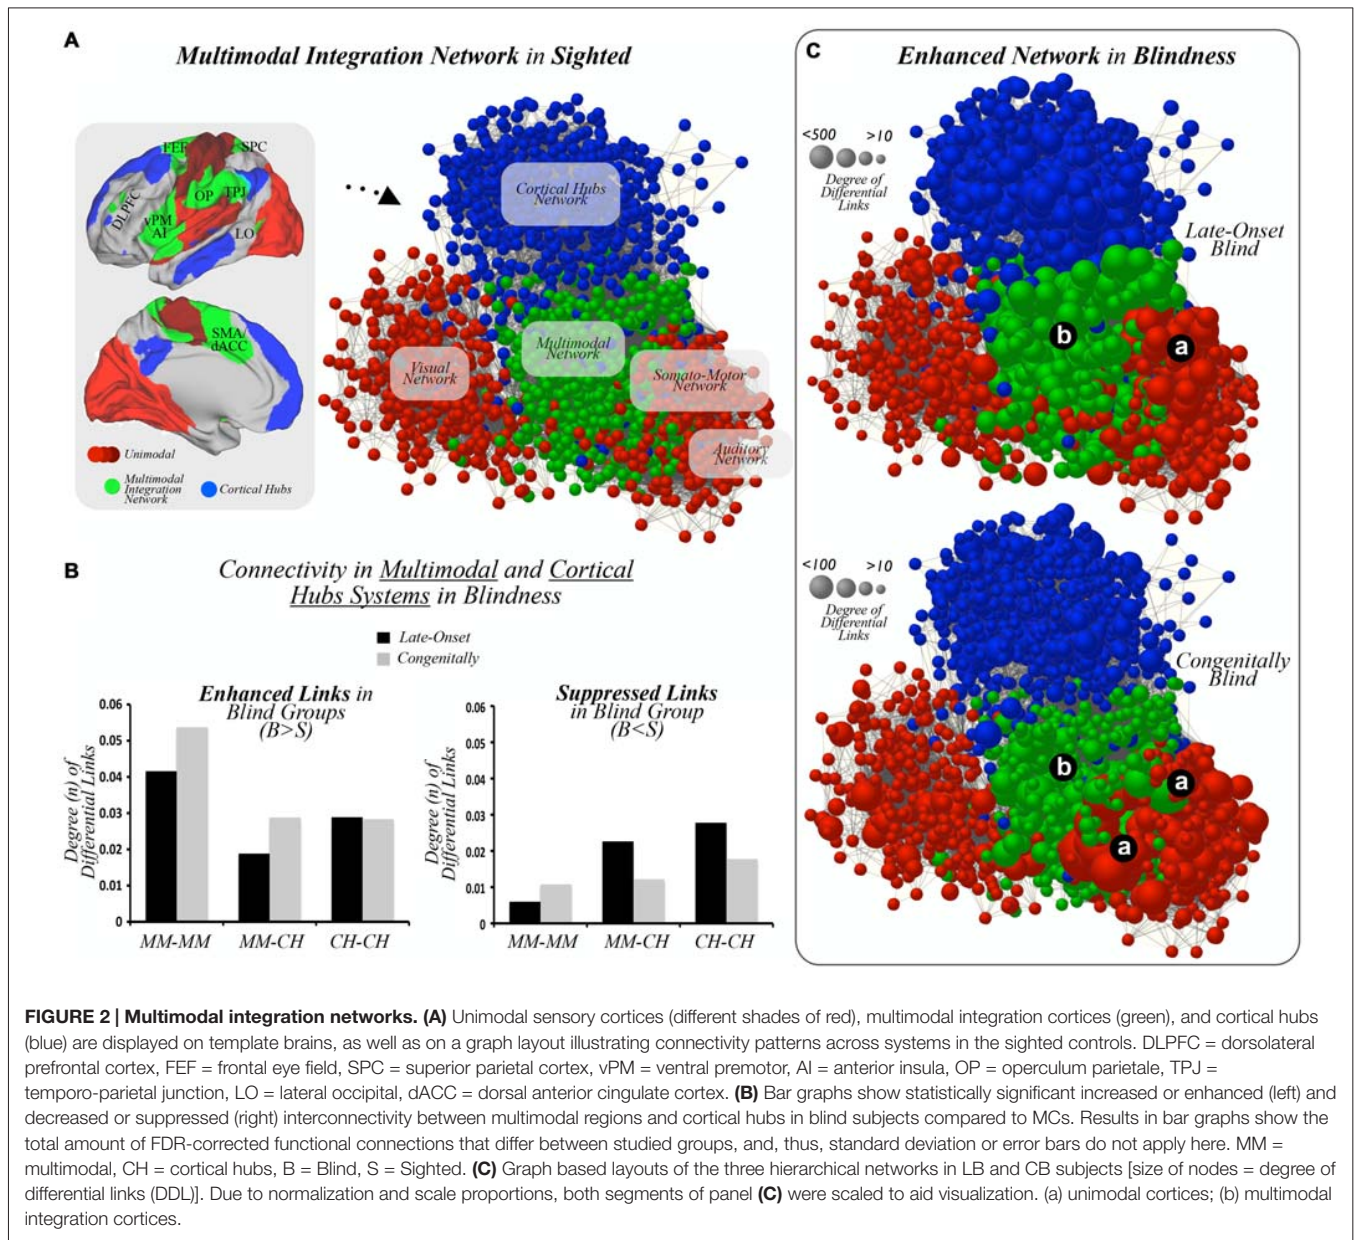 A
Multimodal Integration Network in Sighted
FEF
SPC
OP
TPJ
DLPFC
vPM
AI
LO
SMA/
dACC
Unimodal
Multimodal
Integration
Network
Cortical Hubs
Cortical Hubs
Network
Multimodal
Network
Visual
Network
Somato-Motor
Network
Auditory
Network
B
Connectivity in Multimodal and Cortical
Hubs Systems in Blindness
Late-Onset
Congenitally
Enhanced Links in
Blind Groups
(B>S)
Degree (n) of
Differential Links
0.06
0.05
0.04
0.03
0.02
0.01
0
MM-MM
MM-CH
CH-CH
Suppressed Links
in Blind Group
(B<S)
Degree (n) of
Differential Links
0.06
0.05
0.04
0.03
0.02
0.01
0
MM-MM
MM-CH
CH-CH
C
Enhanced Network in Blindness
<500
>10
Degree of
Differential
Links
Late-Onset
Blind
b
a
<100
>10
Degree of
Differential
Links
Congenitally
Blind
b
a
a
FIGURE 2 | Multimodal integration networks. (A) Unimodal sensory cortices (different shades of red), multimodal integration cortices (green), and cortical hubs
(blue) are displayed on template brains, as well as on a graph layout illustrating connectivity patterns across systems in the sighted controls. DLPFC = dorsolateral
prefrontal cortex, FEF = frontal eye field, SPC = superior parietal cortex, vPM = ventral premotor, AI = anterior insula, OP = operculum parietale, TPJ =
temporo-parietal junction, LO = lateral occipital, dACC = dorsal anterior cingulate cortex. (B) Bar graphs show statistically significant increased or enhanced (left) and
decreased or suppressed (right) interconnectivity between multimodal regions and cortical hubs in blind subjects compared to MCs. Results in bar graphs show the
total amount of FDR-corrected functional connections that differ between studied groups, and, thus, standard deviation or error bars do not apply here. MM =
multimodal, CH = cortical hubs, B = Blind, S = Sighted. (C) Graph based layouts of the three hierarchical networks in LB and CB subjects [size of nodes = degree of
differential links (DDL)]. Due to normalization and scale proportions, both segments of panel (C) were scaled to aid visualization. (a) unimodal cortices; (b) multimodal
integration cortices.